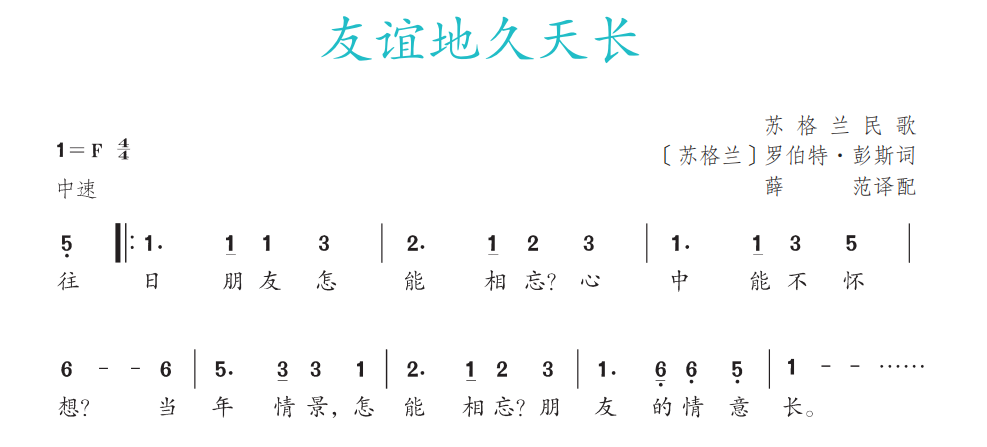 友谊地久天长
苏格兰民歌
1=F 4/4
〔苏格兰〕罗伯特·彭斯词
中速
薛 范译配
5̣ ‖: 1. 1̲ 1 3 | 2. 1̲ 2 3 | 1. 1̲ 3 5 |
往 日 朋 友 怎 能 相 忘? 心 中 能 不 怀
6 - - 6 | 5. 3̲ 3 1 | 2. 1̲ 2 3 | 1. 6̲̣ 6̣ 5̣ | 1 - - ……
想? 当 年 情 景, 怎 能 相 忘? 朋 友 的 情 意 长。